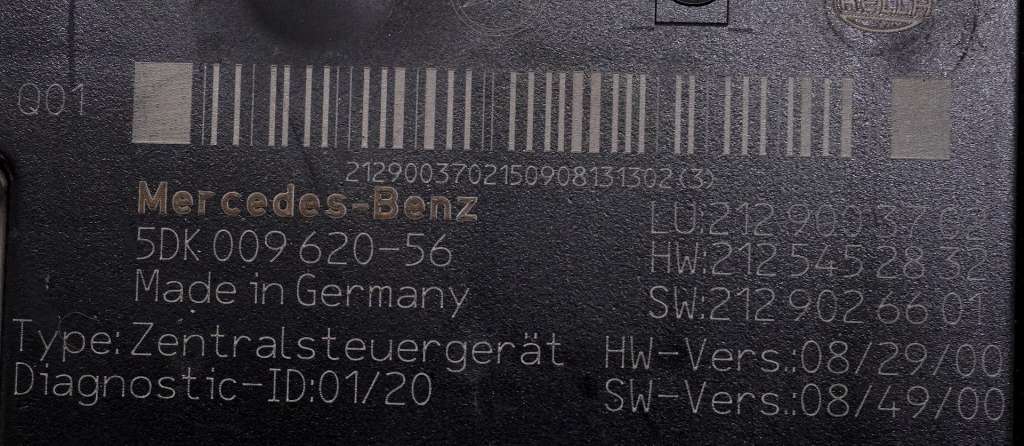 Q01
2129003702150908131302(3)
Mercedes-Benz
5DK 009 620-56
Made in Germany
LU:212 900 37 02
HW:212 545 28 32
SW:212 902 66 01
Type:Zentralsteuergerät
Diagnostic-ID:01/20
HW-Vers.:08/29/00
SW-Vers.:08/49/00